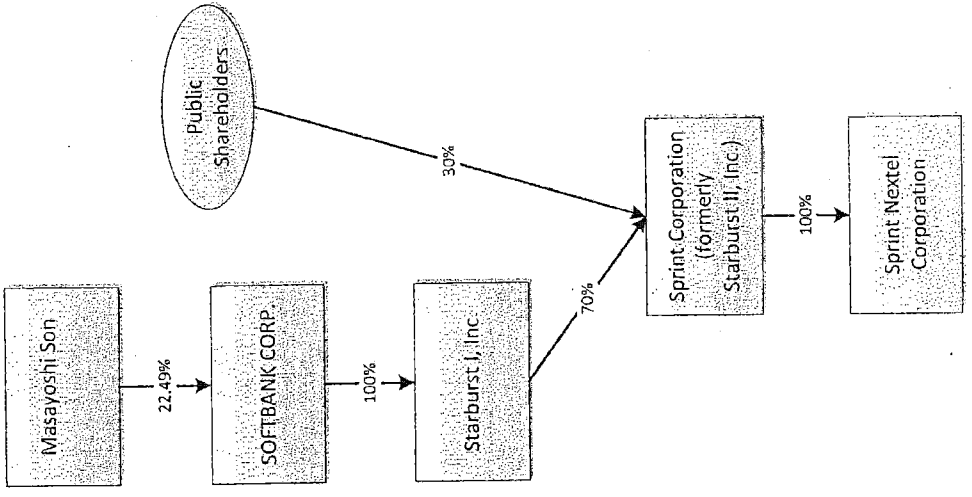 Masayoshi Son
22.49%
SOFTBANK CORP.
100%
Starburst I, Inc
70%
Public
Shareholders
30%
Sprint Corporation
(formerly
Starburst II, Inc.)
100%
Sprint Nextel
Corporation